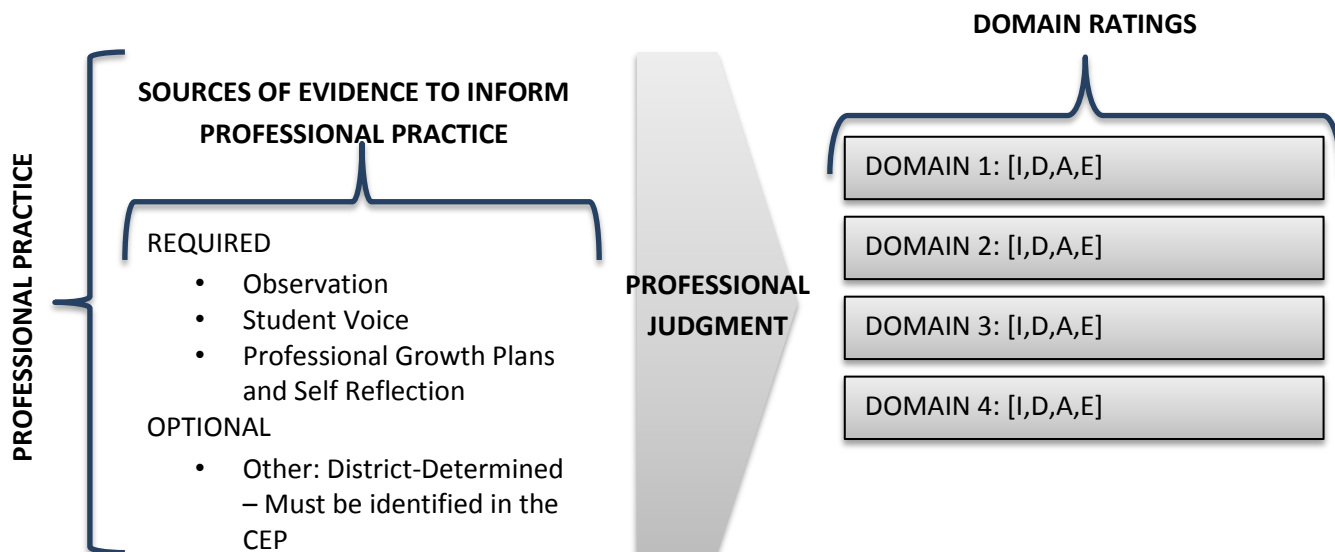 PROFESSIONAL PRACTICE
SOURCES OF EVIDENCE TO INFORM
PROFESSIONAL PRACTICE
REQUIRED
• Observation
• Student Voice
• Professional Growth Plans
and Self Reflection
OPTIONAL
• Other: District-Determined
– Must be identified in the
CEP
PROFESSIONAL
JUDGMENT
DOMAIN RATINGS
DOMAIN 1: [I,D,A,E]
DOMAIN 2: [I,D,A,E]
DOMAIN 3: [I,D,A,E]
DOMAIN 4: [I,D,A,E]